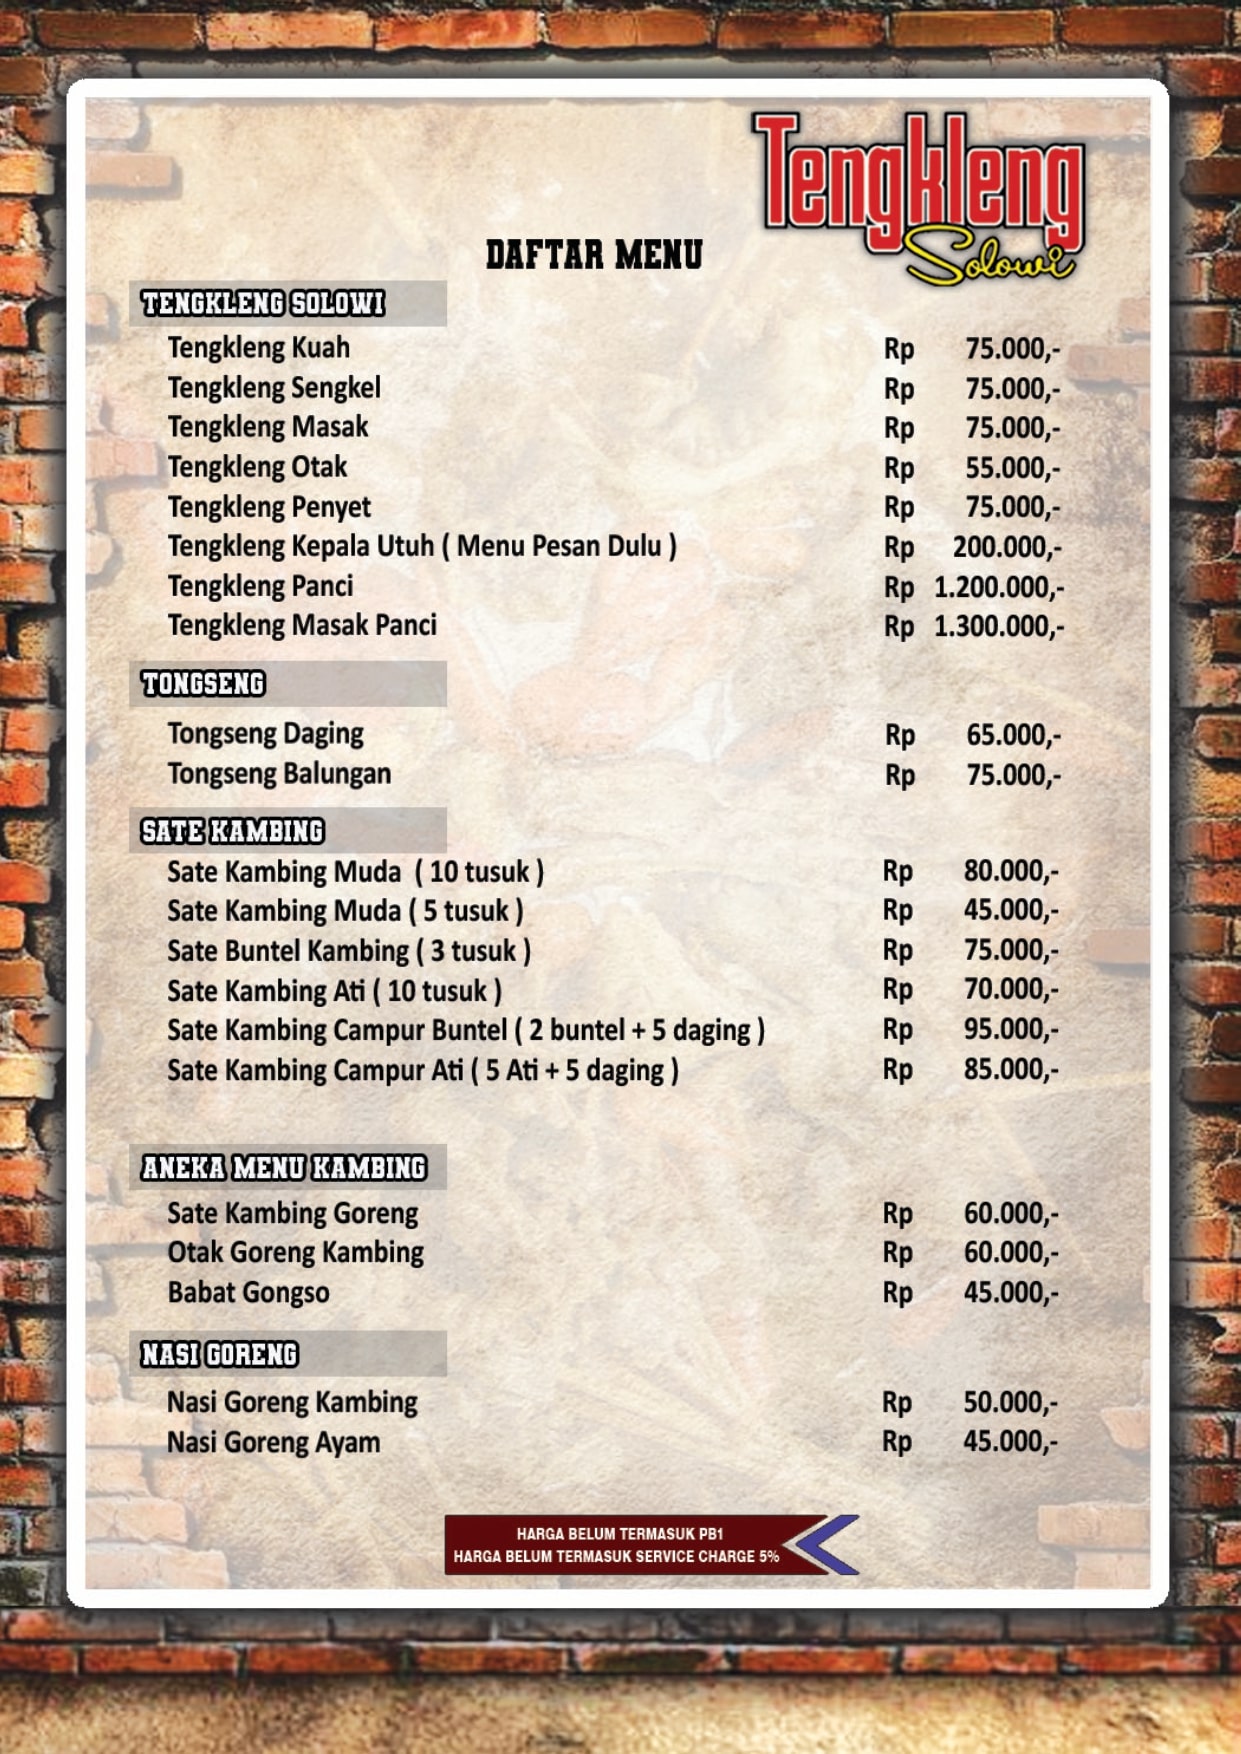 Tengkleng
Solowi
DAFTAR MENU
TENGKLENG SOLOWI
Tengkleng Kuah Rp 75.000,-
Tengkleng Sengkel Rp 75.000,-
Tengkleng Masak Rp 75.000,-
Tengkleng Otak Rp 55.000,-
Tengkleng Penyet Rp 75.000,-
Tengkleng Kepala Utuh ( Menu Pesan Dulu ) Rp 200.000,-
Tengkleng Panci Rp 1.200.000,-
Tengkleng Masak Panci Rp 1.300.000,-
TONGSENG
Tongseng Daging Rp 65.000,-
Tongseng Balungan Rp 75.000,-
SATE KAMBING
Sate Kambing Muda ( 10 tusuk ) Rp 80.000,-
Sate Kambing Muda ( 5 tusuk ) Rp 45.000,-
Sate Buntel Kambing ( 3 tusuk ) Rp 75.000,-
Sate Kambing Ati ( 10 tusuk ) Rp 70.000,-
Sate Kambing Campur Buntel ( 2 buntel + 5 daging ) Rp 95.000,-
Sate Kambing Campur Ati ( 5 Ati + 5 daging ) Rp 85.000,-
ANEKA MENU KAMBING
Sate Kambing Goreng Rp 60.000,-
Otak Goreng Kambing Rp 60.000,-
Babat Gongso Rp 45.000,-
NASI GORENG
Nasi Goreng Kambing Rp 50.000,-
Nasi Goreng Ayam Rp 45.000,-
HARGA BELUM TERMASUK PB1
HARGA BELUM TERMASUK SERVICE CHARGE 5%